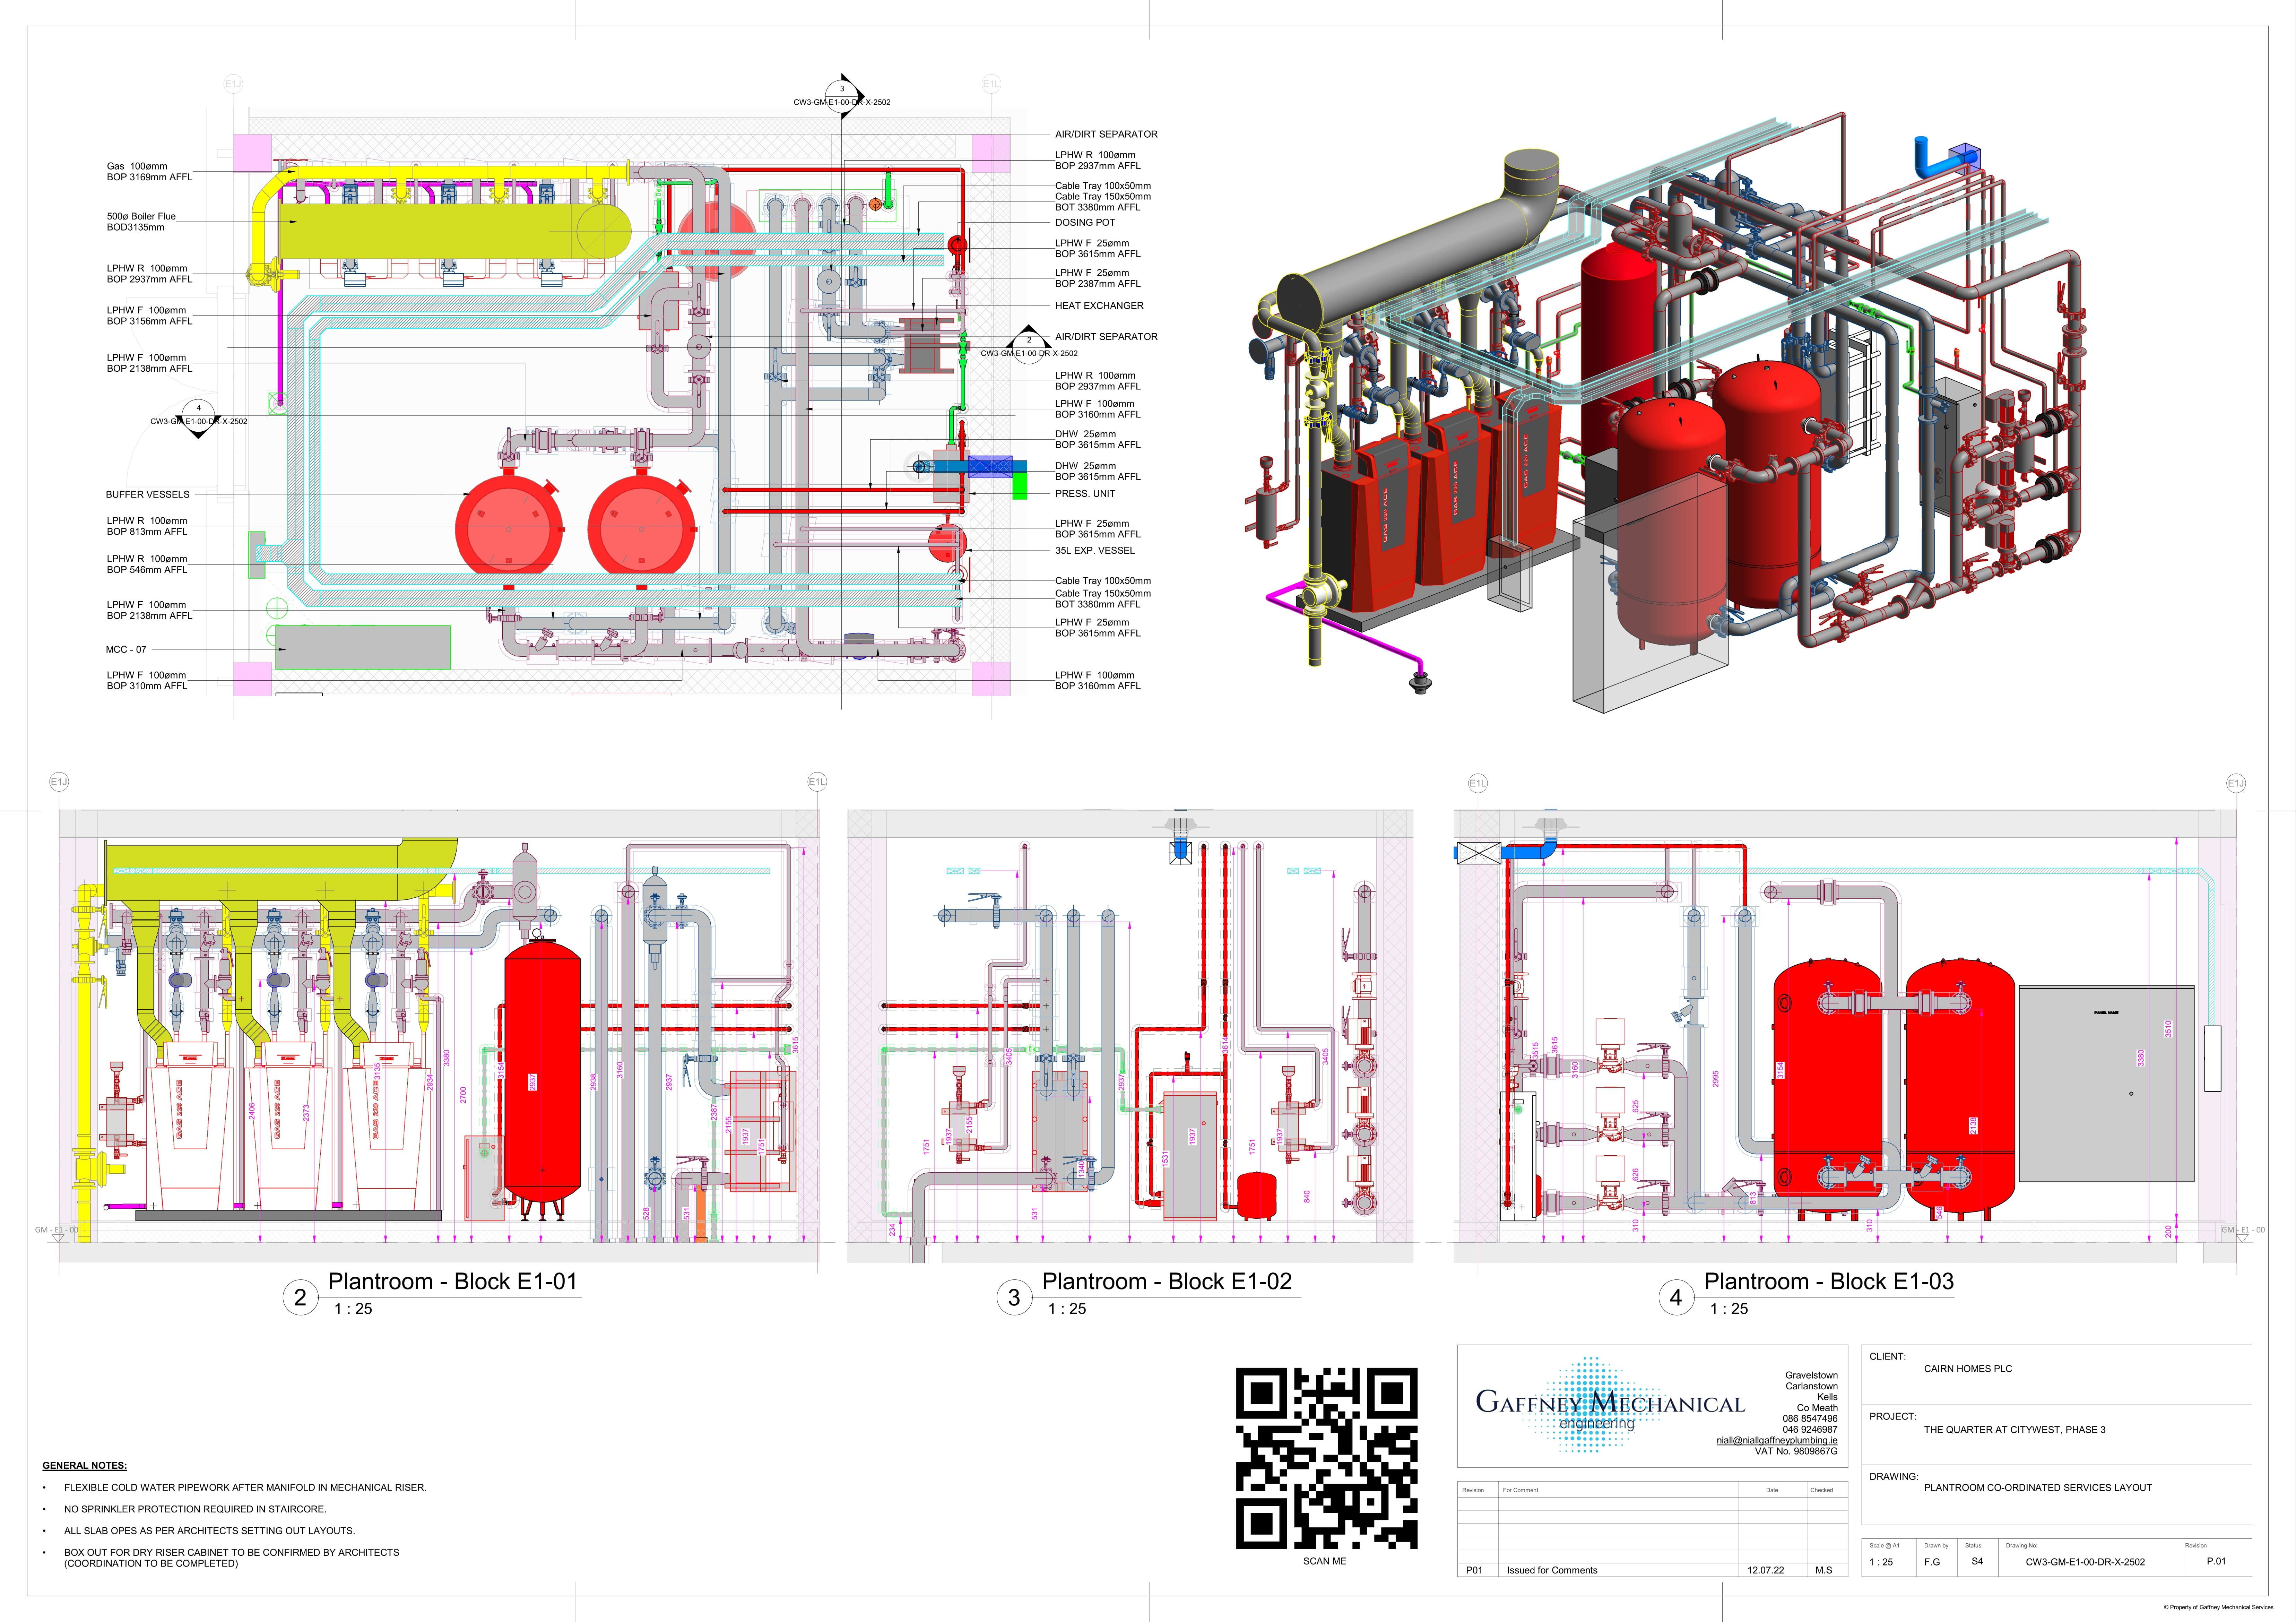 E1J
E1L
3
CW3-GM-E1-00-DR-X-2502
Gas 100ømm
BOP 3169mm AFFL
500ø Boiler Flue
BOD3135mm
LPHW R 100ømm
BOP 2937mm AFFL
LPHW F 100ømm
BOP 3156mm AFFL
LPHW F 100ømm
BOP 2138mm AFFL
4
CW3-GM-E1-00-DR-X-2502
BUFFER VESSELS
LPHW R 100ømm
BOP 813mm AFFL
LPHW R 100ømm
BOP 546mm AFFL
LPHW F 100ømm
BOP 2138mm AFFL
MCC - 07
LPHW F 100ømm
BOP 310mm AFFL
AIR/DIRT SEPARATOR
LPHW R 100ømm
BOP 2937mm AFFL
Cable Tray 100x50mm
Cable Tray 150x50mm
BOT 3380mm AFFL
DOSING POT
LPHW F 25ømm
BOP 3615mm AFFL
LPHW F 25ømm
BOP 2387mm AFFL
HEAT EXCHANGER
AIR/DIRT SEPARATOR
2
CW3-GM-E1-00-DR-X-2502
LPHW R 100ømm
BOP 2937mm AFFL
LPHW F 100ømm
BOP 3160mm AFFL
DHW 25ømm
BOP 3615mm AFFL
DHW 25ømm
BOP 3615mm AFFL
PRESS. UNIT
LPHW F 25ømm
BOP 3615mm AFFL
35L EXP. VESSEL
Cable Tray 100x50mm
Cable Tray 150x50mm
BOT 3380mm AFFL
LPHW F 25ømm
BOP 3615mm AFFL
LPHW F 100ømm
BOP 3160mm AFFL
GAS 320 ACE
GAS 320 ACE
GAS 320 ACE
E1J
E1L
GAS 320 ACE
GAS 320 ACE
GAS 320 ACE
2406
2373
3135
2934
3380
2700
3154
2937
2938
3160
528
2937
531
2387
2155
1937
1751
3615
GM - E1 - 00
2
Plantroom - Block E1-01
1 : 25
234
1751
1937
2155
3405
531
1340
2937
1531
1937
3614
1751
1937
840
3405
3
Plantroom - Block E1-02
1 : 25
E1L
E1J
3515
3615
3160
625
626
310
2995
813
3154
310
546
2138
PANEL NAME
3380
3510
200
GM - E1 - 00
4
Plantroom - Block E1-03
1 : 25
GENERAL NOTES:
• FLEXIBLE COLD WATER PIPEWORK AFTER MANIFOLD IN MECHANICAL RISER.
• NO SPRINKLER PROTECTION REQUIRED IN STAIRCORE.
• ALL SLAB OPES AS PER ARCHITECTS SETTING OUT LAYOUTS.
• BOX OUT FOR DRY RISER CABINET TO BE CONFIRMED BY ARCHITECTS
(COORDINATION TO BE COMPLETED)
SCAN ME
GAFFNEY MECHANICAL
engineering
Gravelstown
Carlanstown
Kells
Co Meath
086 8547496
046 9246987
niall@niallgaffneyplumbing.ie
VAT No. 9809867G
Revision For Comment Date Checked
P01 Issued for Comments 12.07.22 M.S
CLIENT:
CAIRN HOMES PLC
PROJECT:
THE QUARTER AT CITYWEST, PHASE 3
DRAWING:
PLANTROOM CO-ORDINATED SERVICES LAYOUT
Scale @ A1 Drawn by Status Drawing No: Revision
1 : 25 F.G S4 CW3-GM-E1-00-DR-X-2502 P.01
© Property of Gaffney Mechanical Services